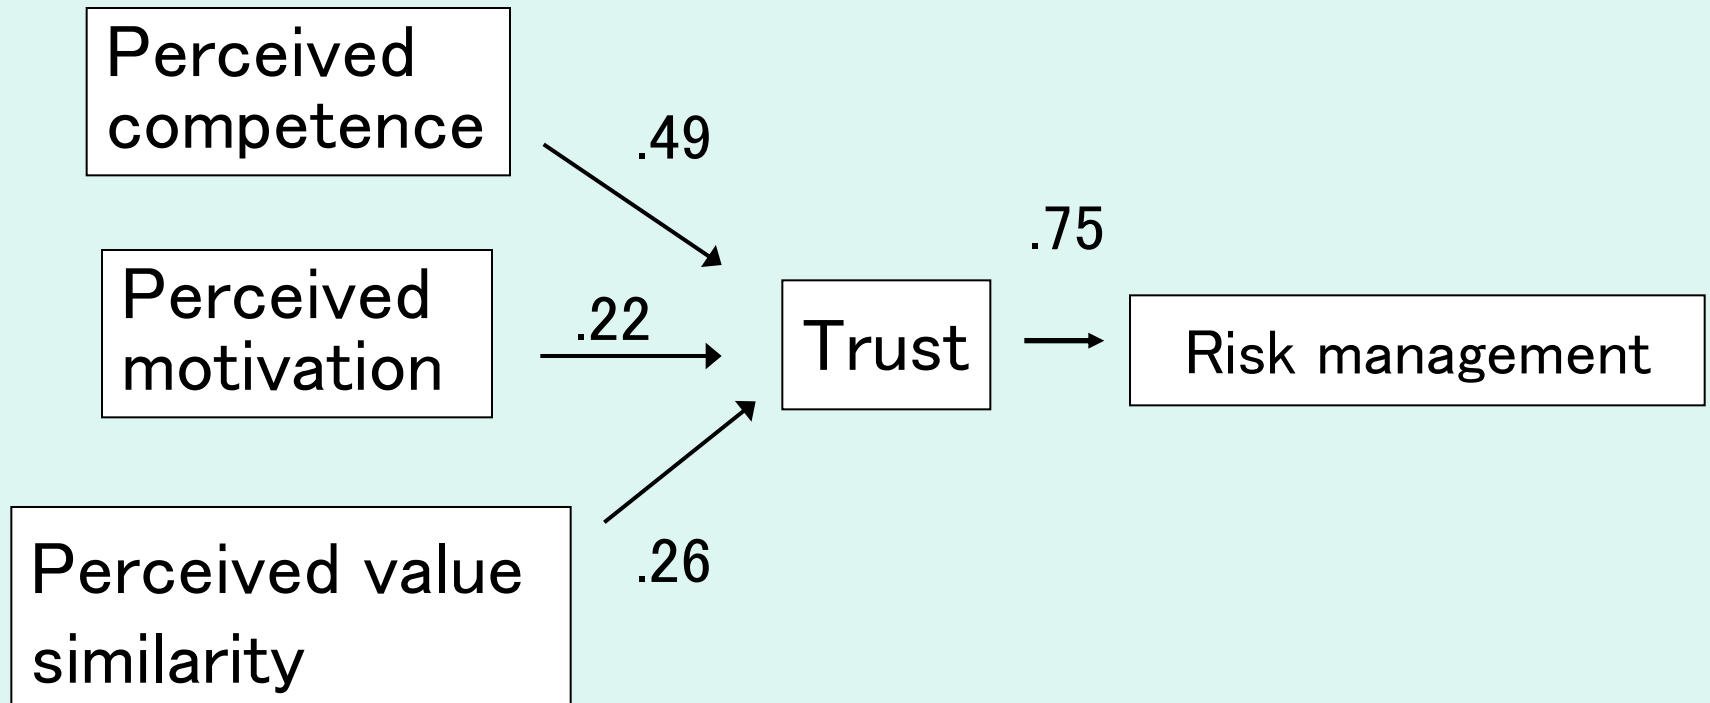 Perceived
competence
.49
.75
Perceived
motivation
.22
Trust
Risk management
Perceived value
similarity
.26